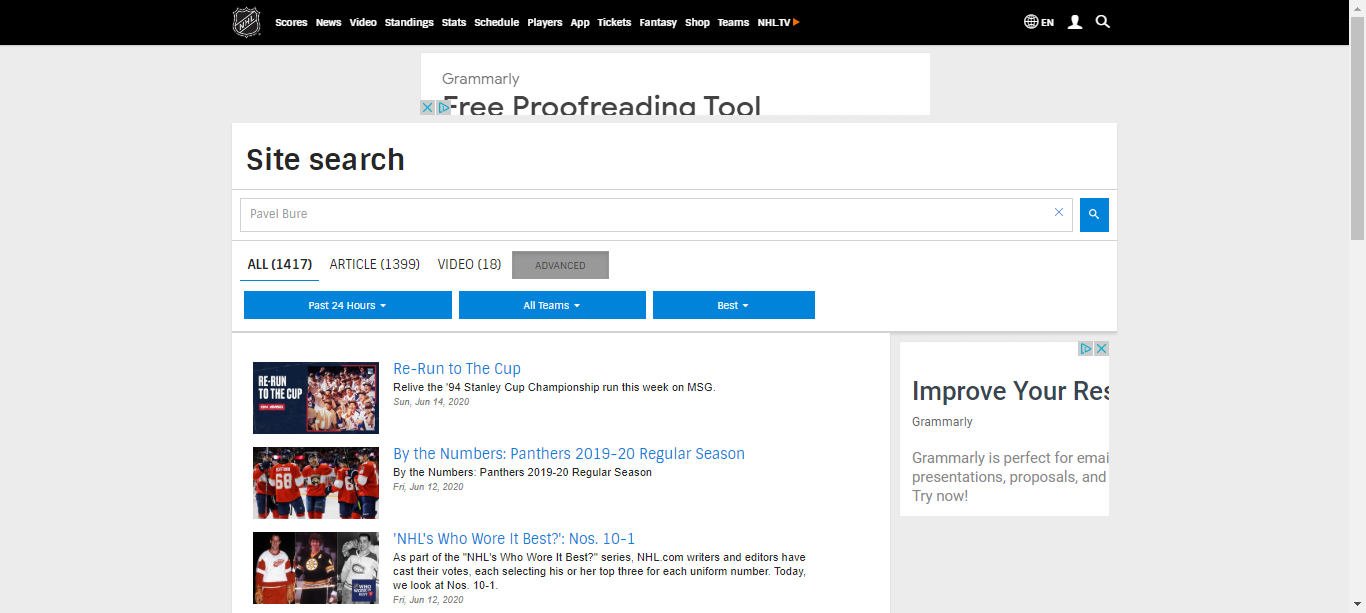 NHL
Scores News Video Standings Stats Schedule Players App Tickets Fantasy Shop Teams NHL.TV EN
Grammarly
Free Proofreading Tool
Site search
Pavel Bure
ALL (1417) ARTICLE (1399) VIDEO (18) ADVANCED
Past 24 Hours All Teams Best
RE-RUN
TO THE CUP
Re-Run to The Cup
Relive the '94 Stanley Cup Championship run this week on MSG.
Sun, Jun 14, 2020
68
By the Numbers: Panthers 2019-20 Regular Season
By the Numbers: Panthers 2019-20 Regular Season
Fri, Jun 12, 2020
WHO
WORE IT
BEST?
'NHL's Who Wore It Best?': Nos. 10-1
As part of the "NHL's Who Wore It Best?" series, NHL.com writers and editors have
cast their votes, each selecting his or her top three for each uniform number. Today,
we look at Nos. 10-1.
Fri, Jun 12, 2020
Improve Your Res
Grammarly
Grammarly is perfect for emai
presentations, proposals, and
Try now!